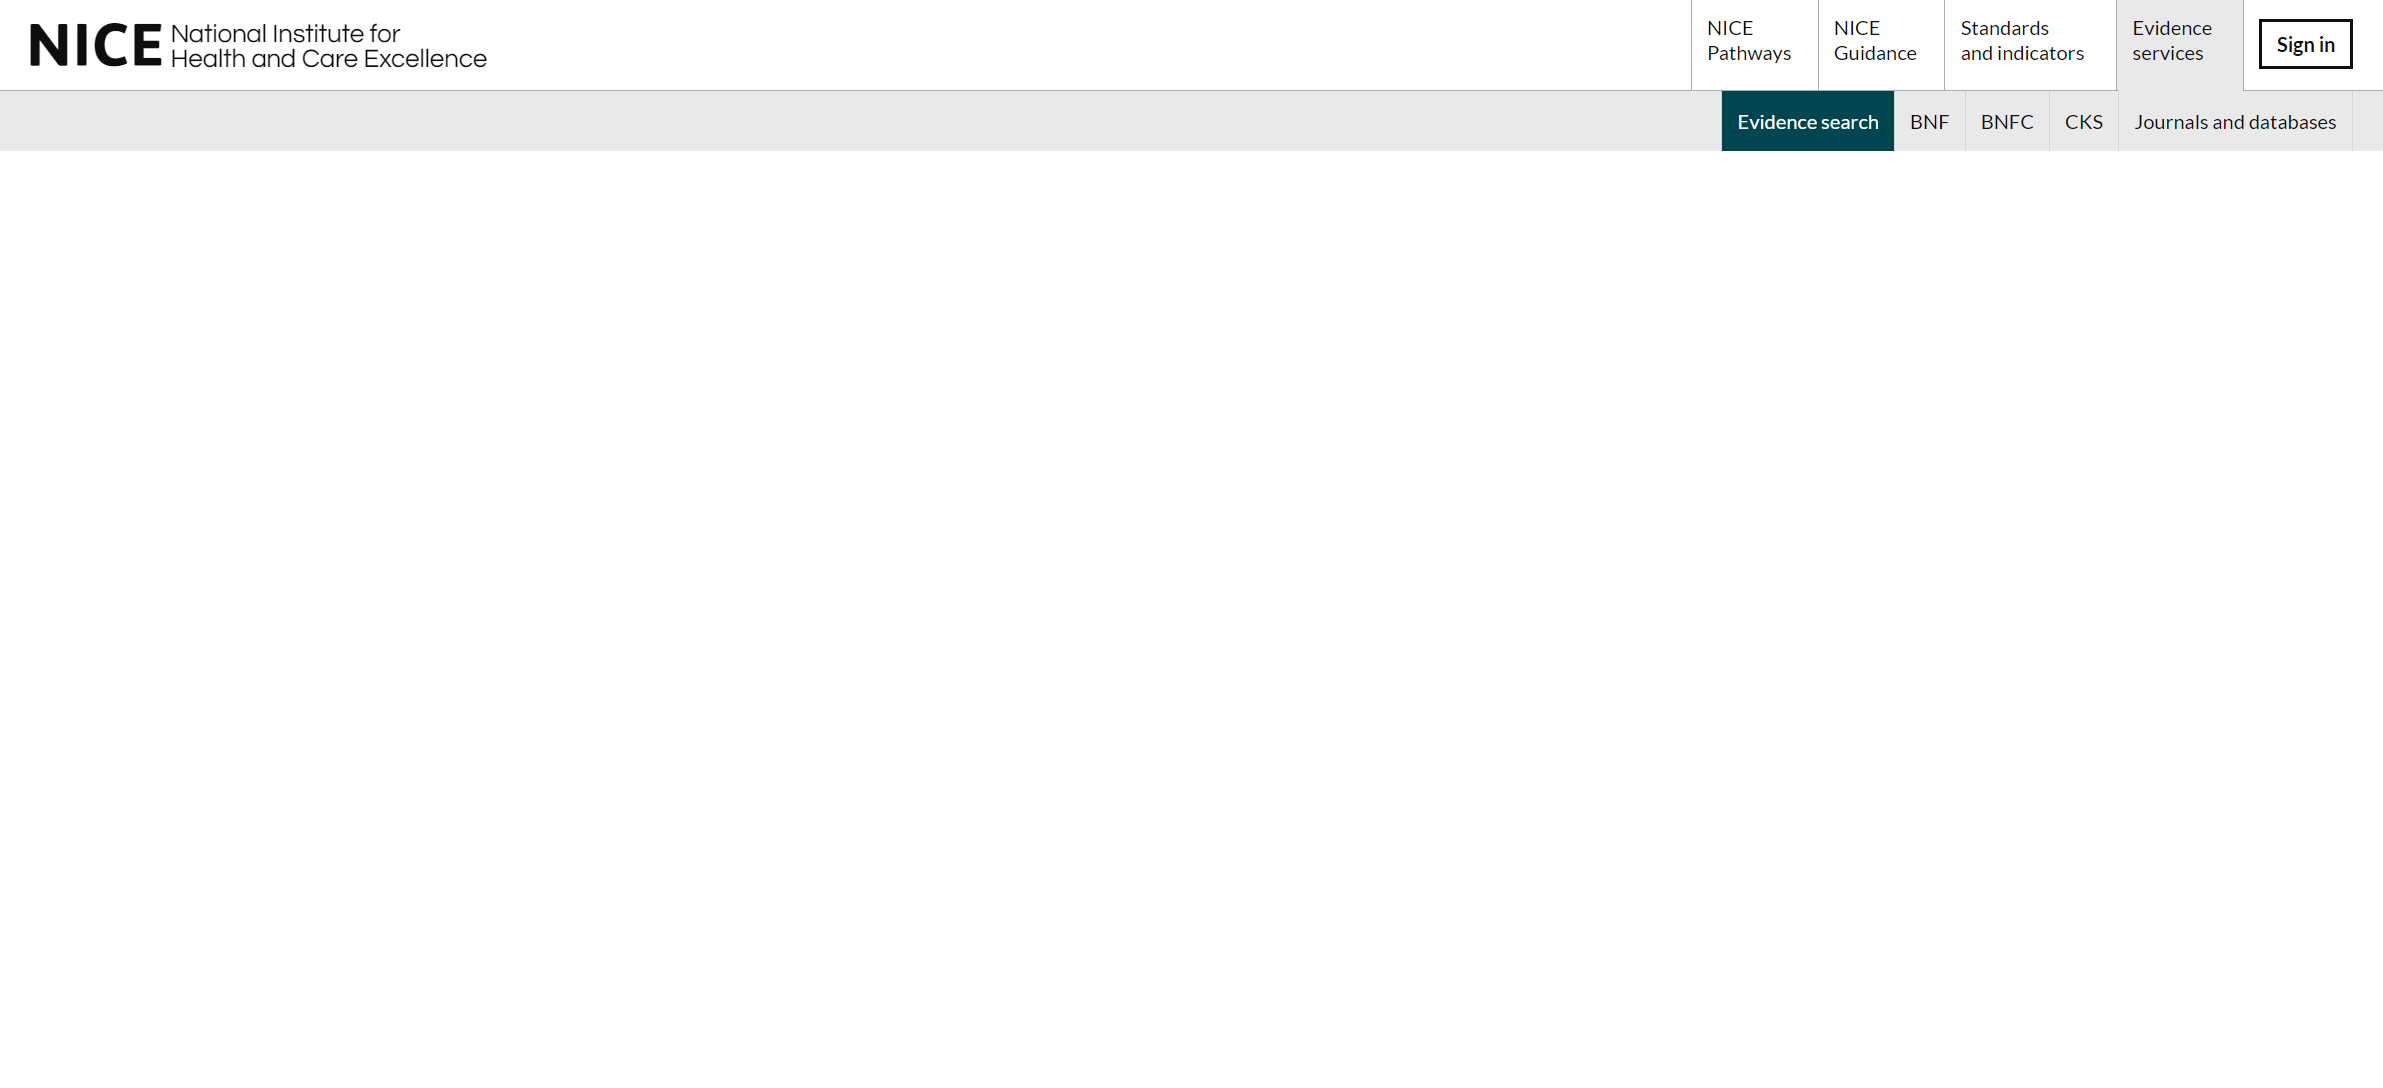 NICE National Institute for
Health and Care Excellence
NICE
Pathways
NICE
Guidance
Standards
and indicators
Evidence
services
Sign in
Evidence search
BNF
BNFC
CKS
Journals and databases